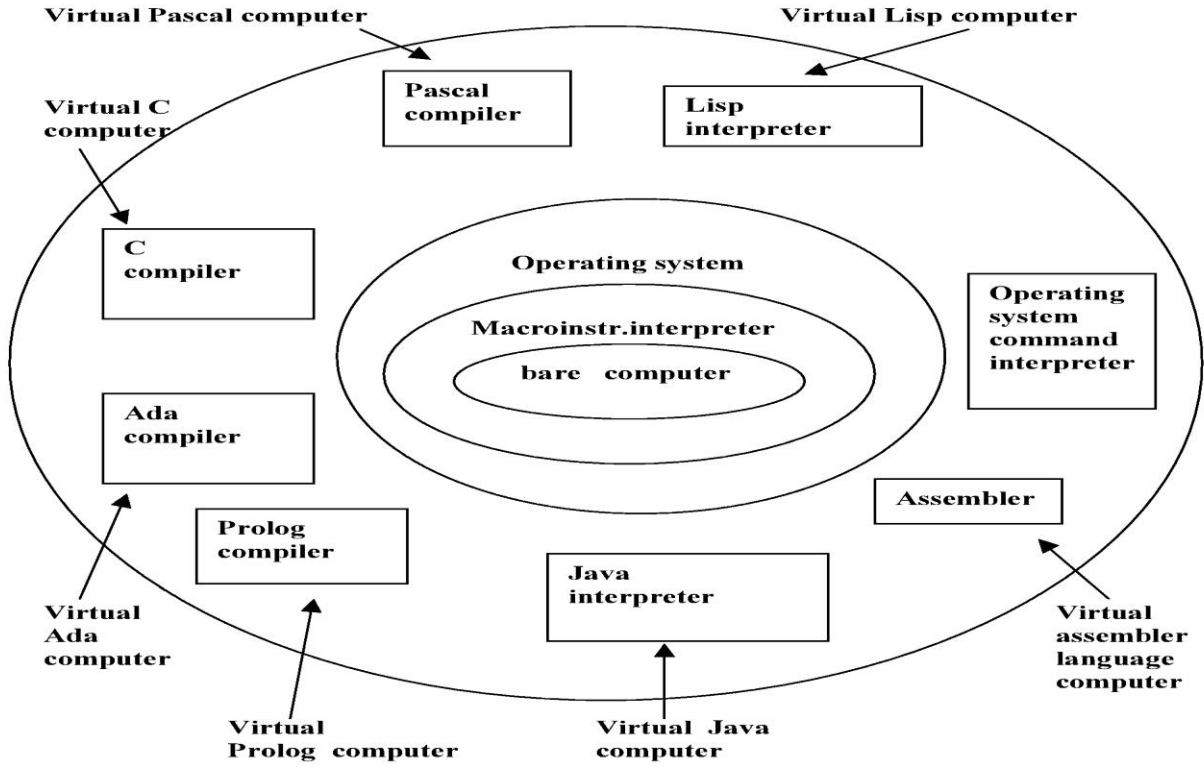 Virtual Pascal computer
Virtual Lisp computer
Pascal
compiler
Lisp
interpreter
Virtual C
computer
C
compiler
Operating system
Macroinstr.interpreter
bare computer
Operating
system
command
interpreter
Ada
compiler
Assembler
Prolog
compiler
Java
interpreter
Virtual
Ada
computer
Virtual
assembler
language
computer
Virtual
Prolog computer
Virtual Java
computer